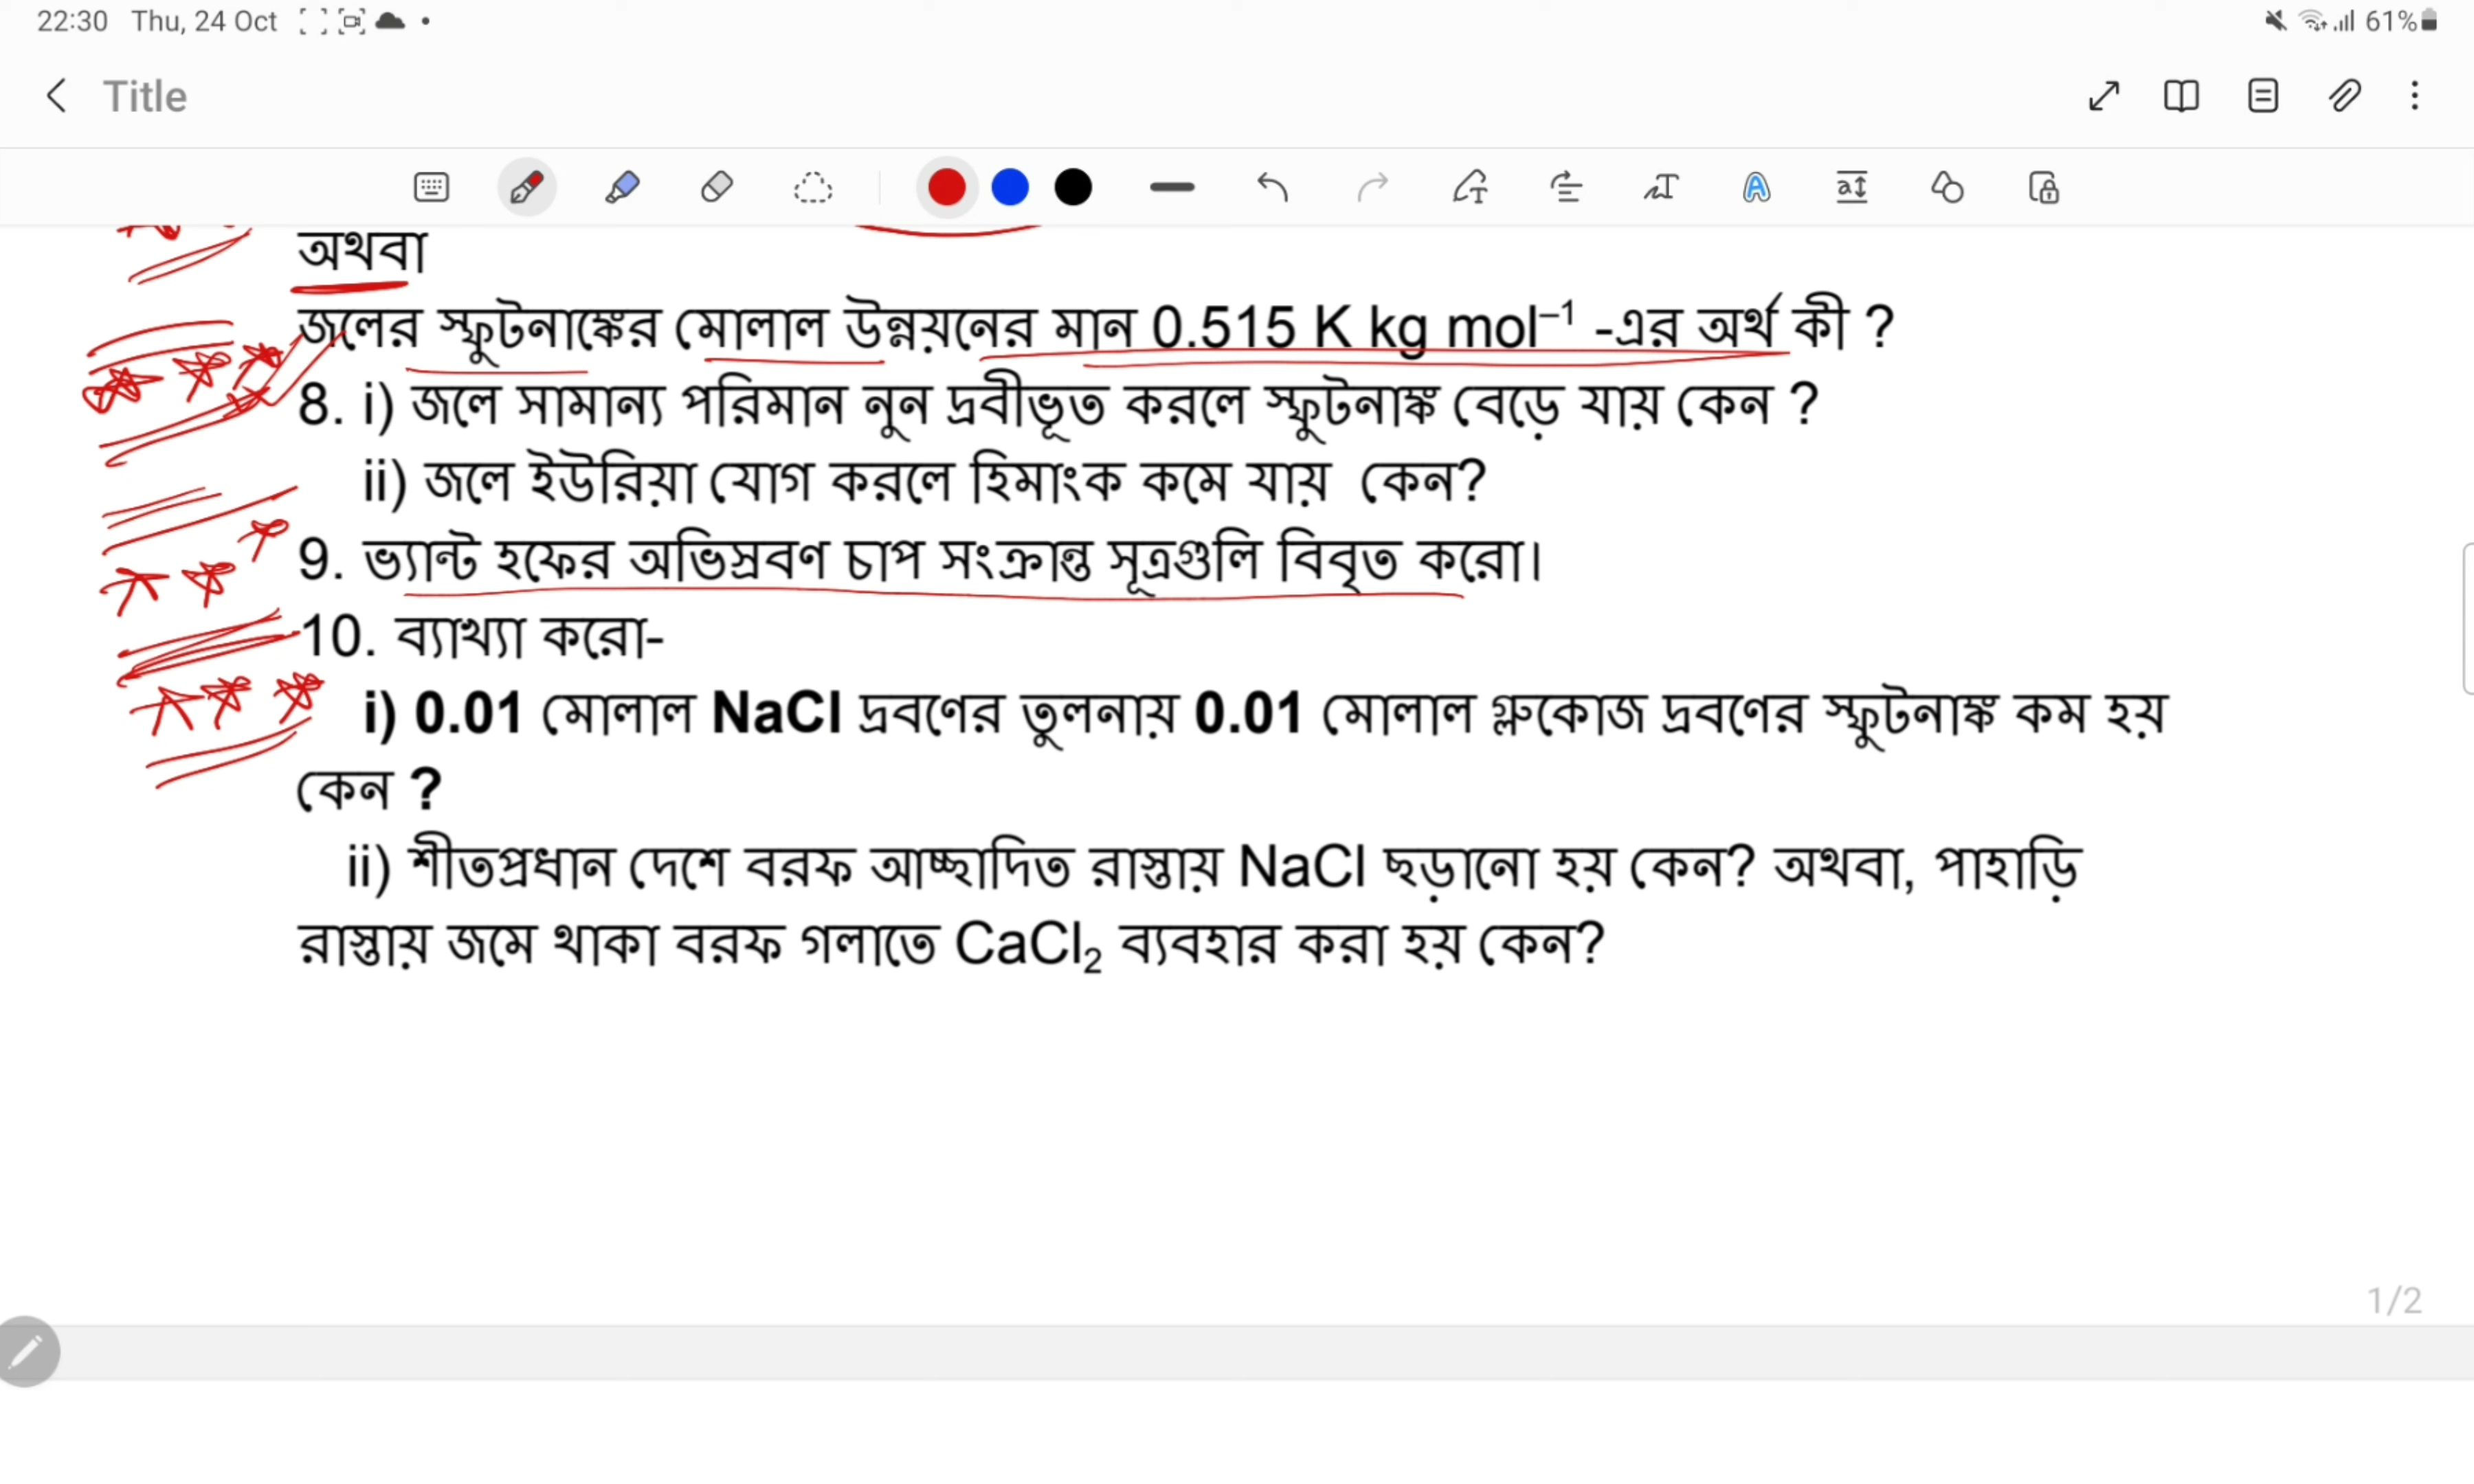 22:30 Thu, 24 Oct
61%
Title
অথবা
জলের স্ফুটনাঙ্কের মোলাল উন্নয়নের মান 0.515 K kg mol⁻¹ -এর অর্থ কী ?
8. i) জলে সামান্য পরিমান নুন দ্রবীভূত করলে স্ফুটনাঙ্ক বেড়ে যায় কেন ?
ii) জলে ইউরিয়া যোগ করলে হিমাংক কমে যায় কেন?
9. ভ্যান্ট হফের অভিস্রবণ চাপ সংক্রান্ত সূত্রগুলি বিবৃত করো।
10. ব্যাখ্যা করো-
i) 0.01 মোলাল NaCl দ্রবণের তুলনায় 0.01 মোলাল গ্লুকোজ দ্রবণের স্ফুটনাঙ্ক কম হয়
কেন ?
ii) শীতপ্রধান দেশে বরফ আচ্ছাদিত রাস্তায় NaCl ছড়ানো হয় কেন? অথবা, পাহাড়ি
রাস্তায় জমে থাকা বরফ গলাতে CaCl₂ ব্যবহার করা হয় কেন?
1/2